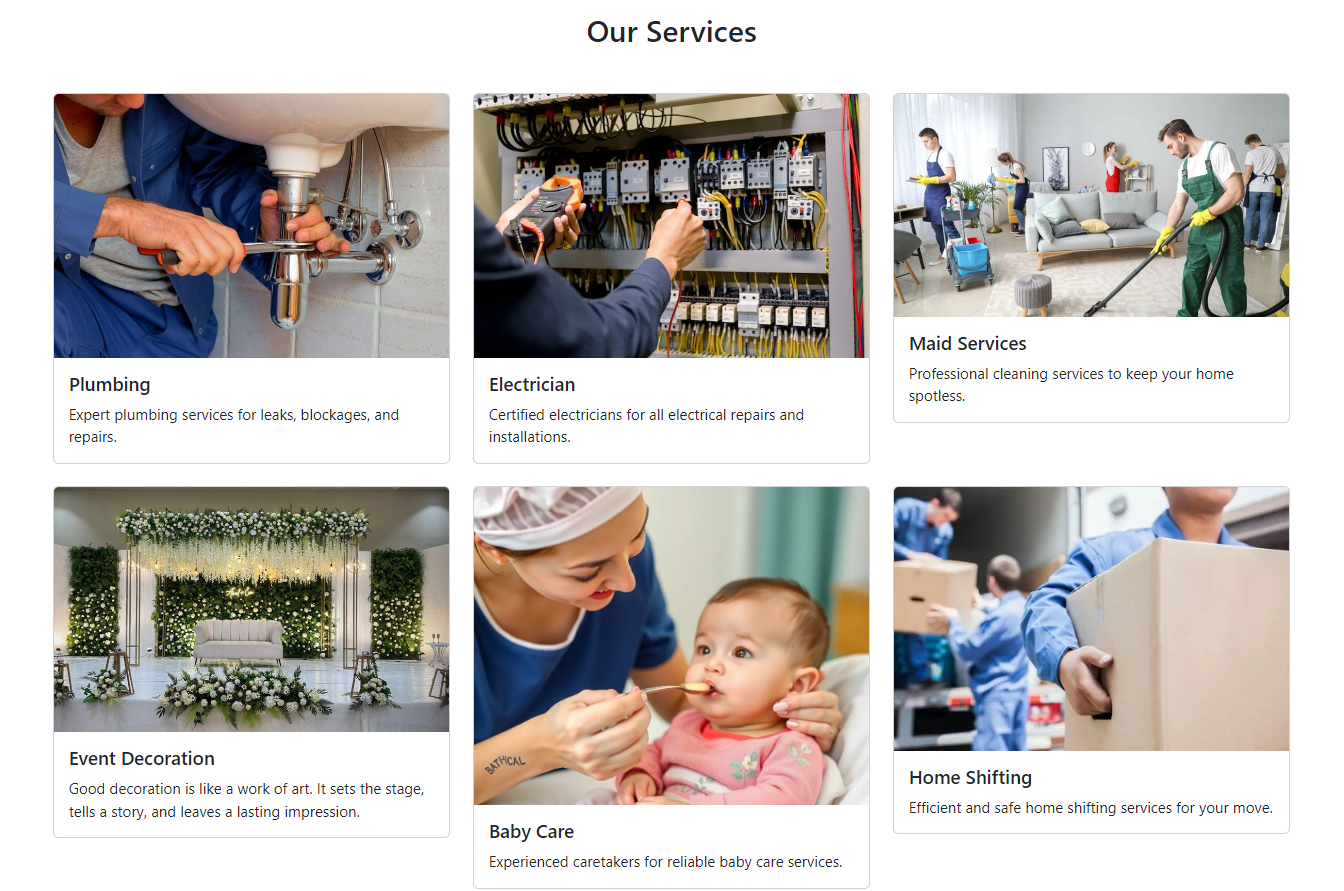 Our Services
Plumbing
Expert plumbing services for leaks, blockages, and
repairs.
Electrician
Certified electricians for all electrical repairs and
installations.
Maid Services
Professional cleaning services to keep your home
spotless.
Event Decoration
Good decoration is like a work of art. It sets the stage,
tells a story, and leaves a lasting impression.
BATHICAL
Baby Care
Experienced caretakers for reliable baby care services.
Home Shifting
Efficient and safe home shifting services for your move.